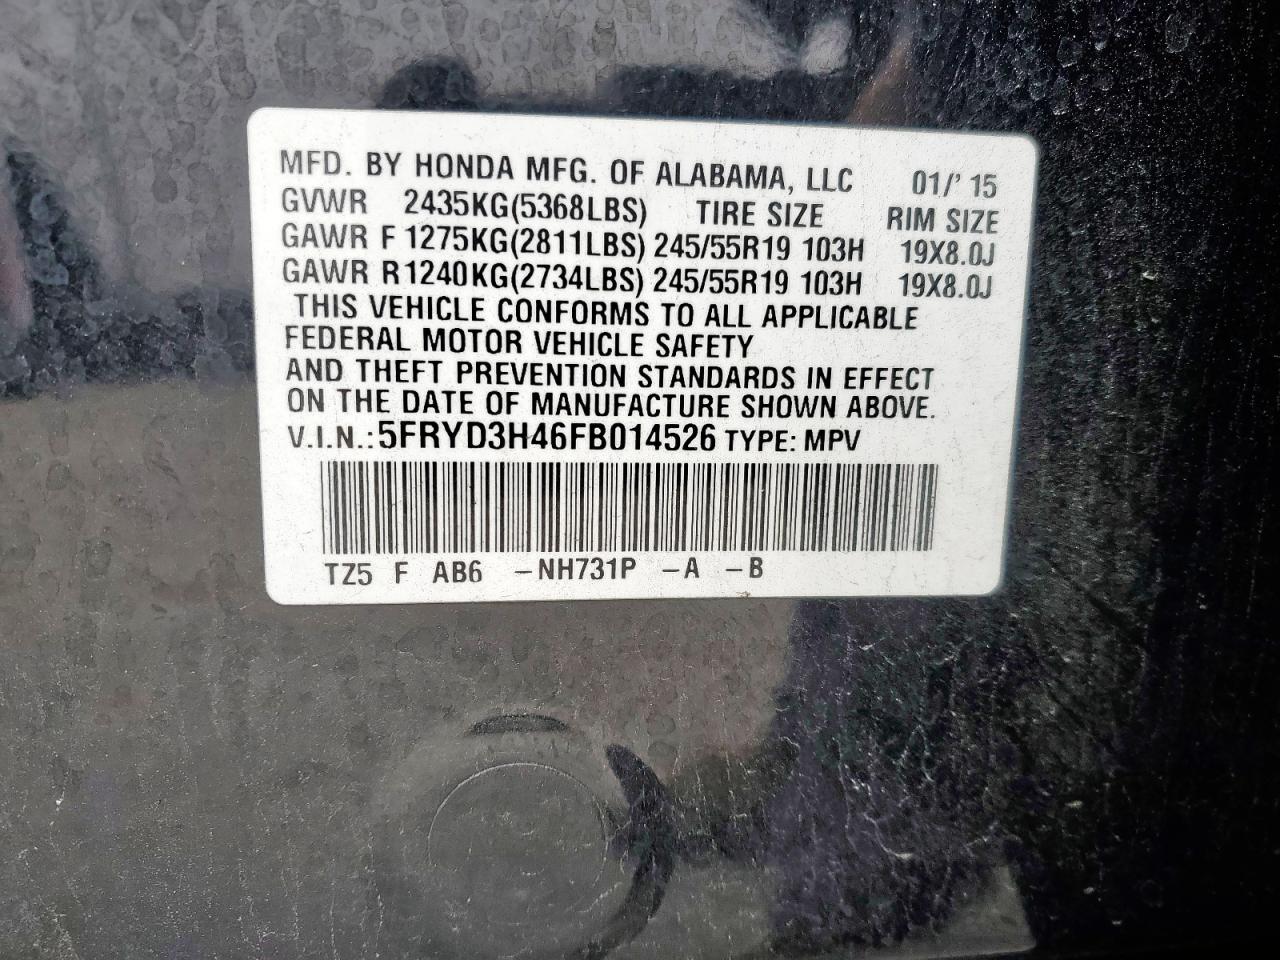 MFD. BY HONDA MFG. OF ALABAMA, LLC 01/'15
GVWR 2435KG(5368LBS) TIRE SIZE RIM SIZE
GAWR F 1275KG(2811LBS) 245/55R19 103H 19X8.0J
GAWR R 1240KG(2734LBS) 245/55R19 103H 19X8.0J
THIS VEHICLE CONFORMS TO ALL APPLICABLE
FEDERAL MOTOR VEHICLE SAFETY
AND THEFT PREVENTION STANDARDS IN EFFECT
ON THE DATE OF MANUFACTURE SHOWN ABOVE.
V.I.N.: 5FRYD3H46FB014526 TYPE: MPV
TZ5 F AB6 -NH731P -A -B